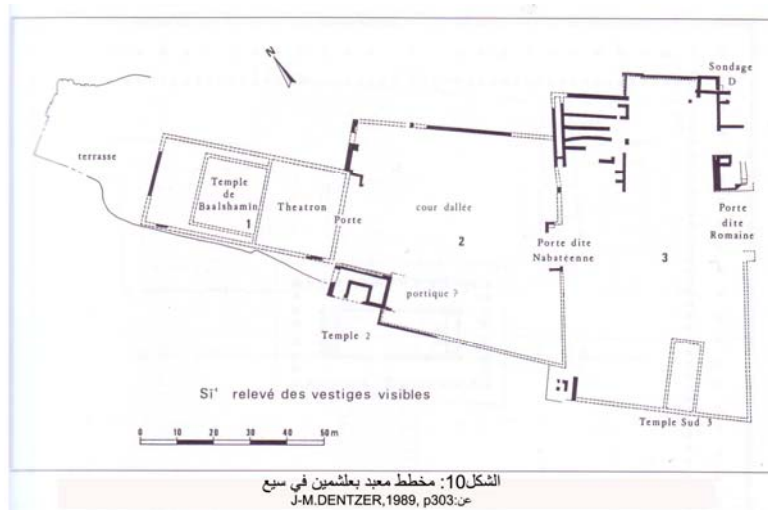 N
Sondage
D
terrasse
Temple
de
Baalshamin
1
Theatron
Porte
cour dallée
2
Porte dite
Nabatéenne
3
Porte
dite
Romaine
portique ?
Temple 2
Sī' relevé des vestiges visibles
Temple Sud 3
0 10 20 30 40 50m
الشكل10: مخطط معبد بعلشمين في سيع
عن:J-M.DENTZER,1989, p303